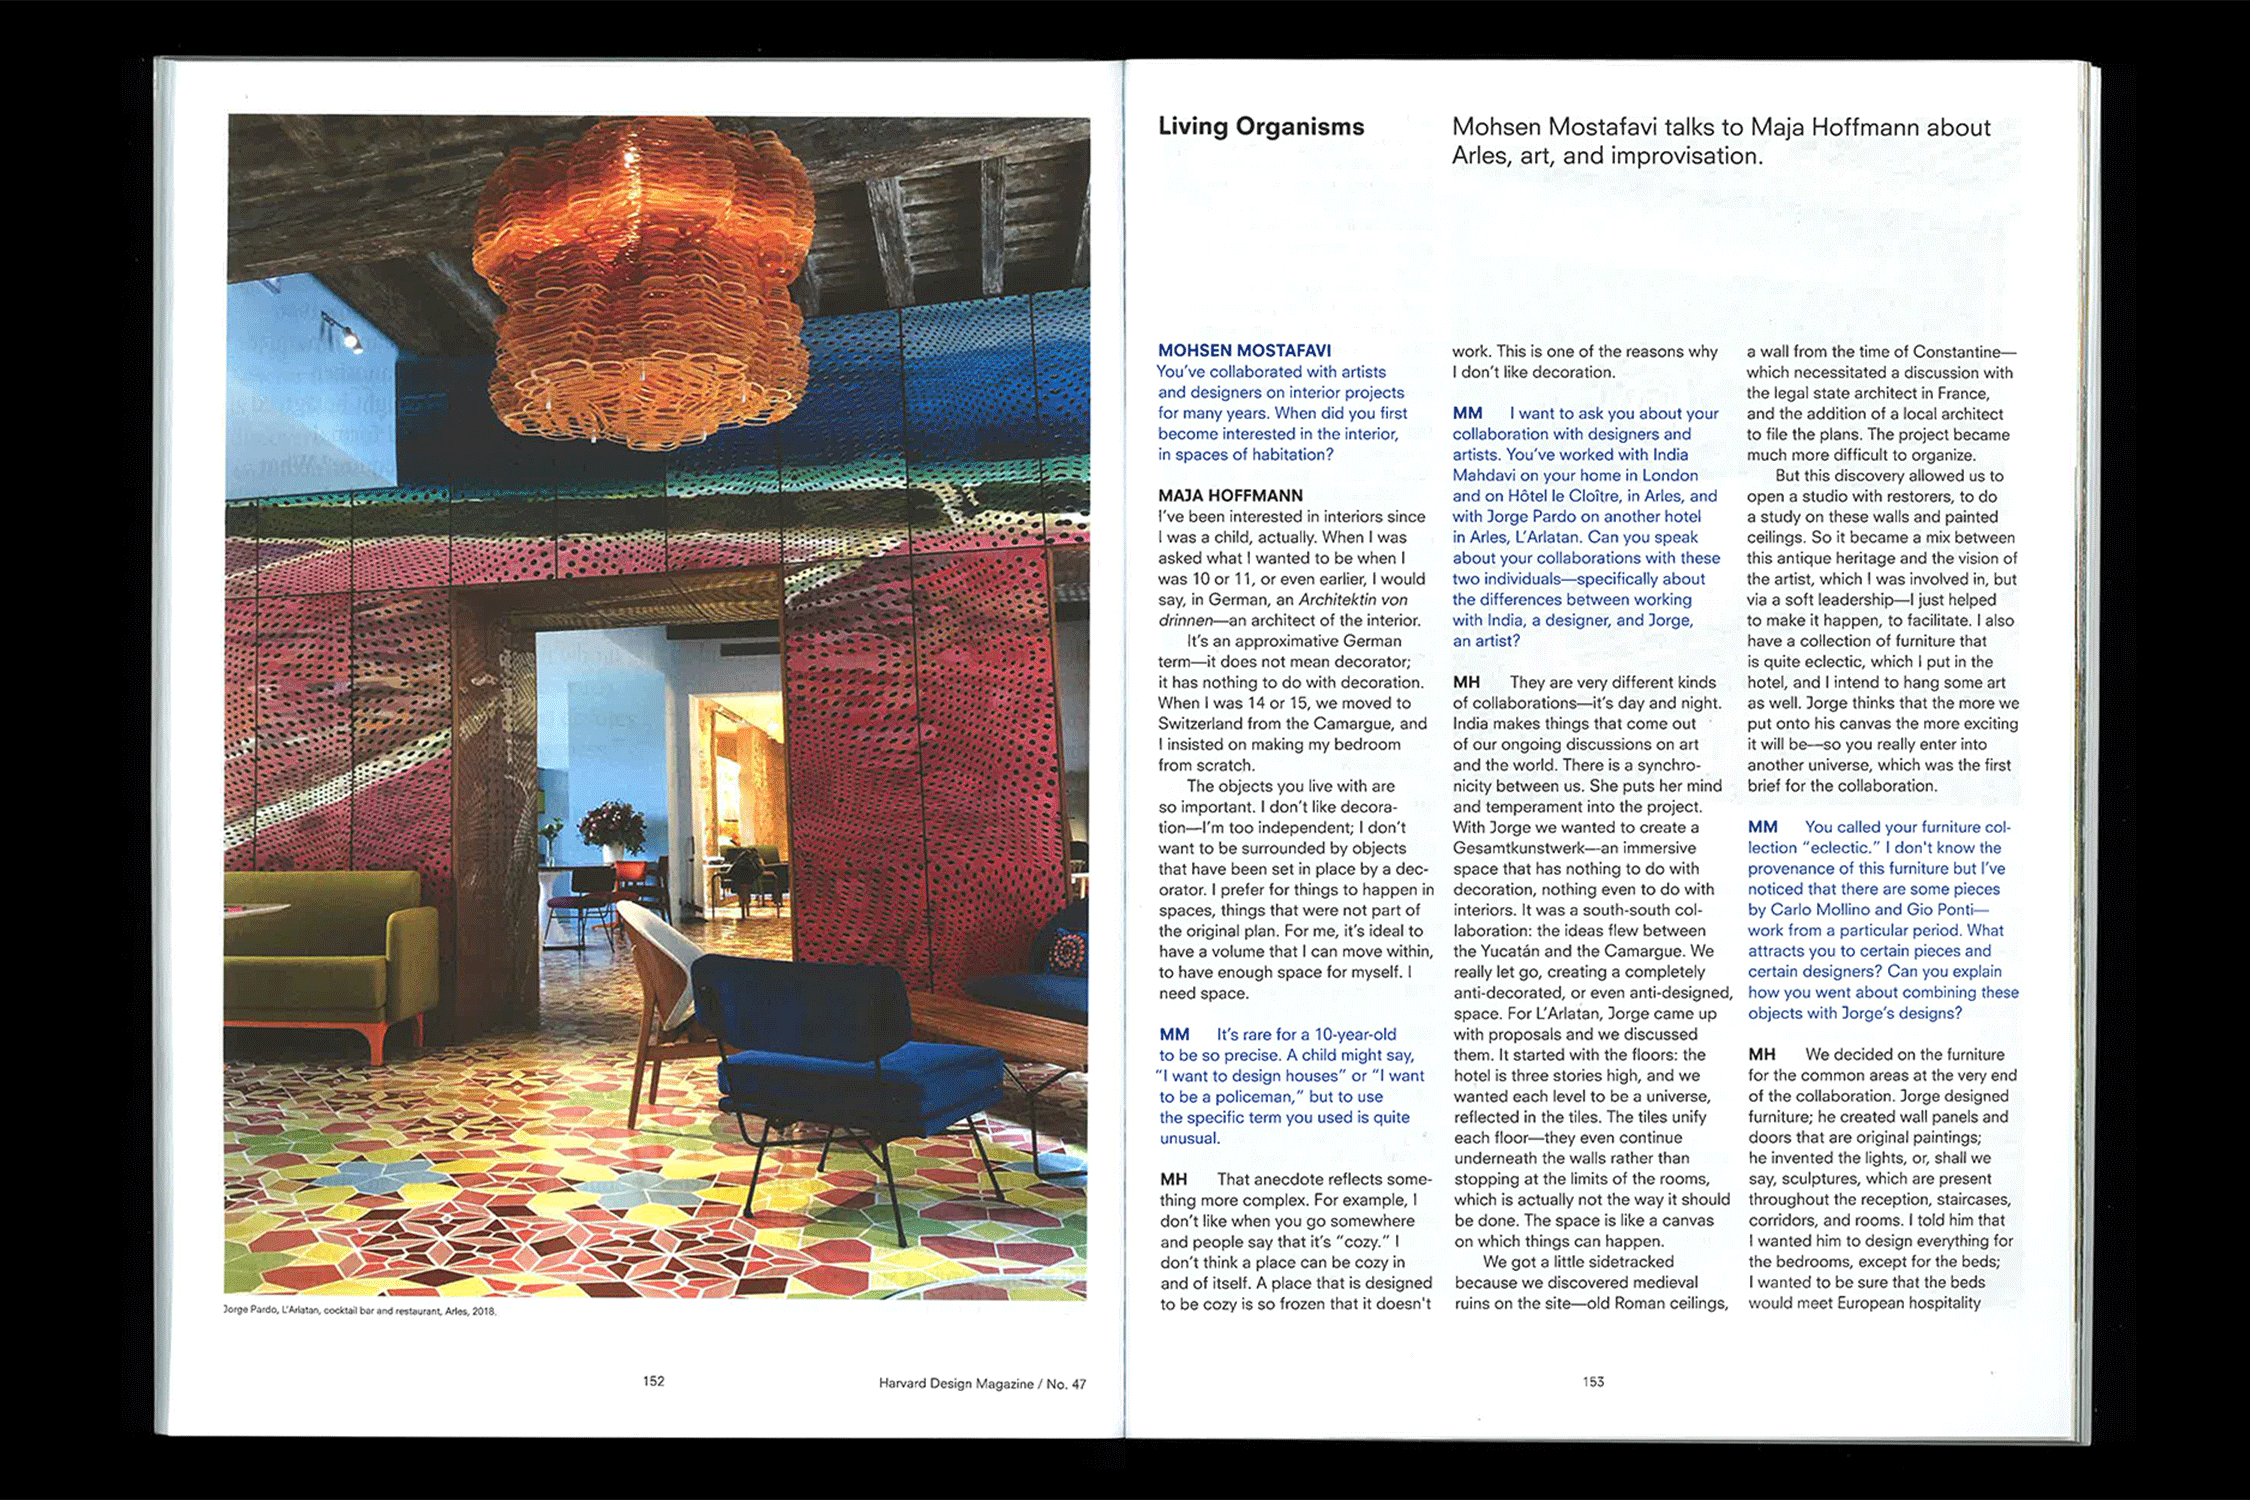 Jorge Pardo, L'Arlatan, cocktail bar and restaurant, Arles, 2018.
152
Harvard Design Magazine / No. 47
Living Organisms
Mohsen Mostafavi talks to Maja Hoffmann about
Arles, art, and improvisation.
MOHSEN MOSTAFAVI
You've collaborated with artists
and designers on interior projects
for many years. When did you first
become interested in the interior,
in spaces of habitation?
MAJA HOFFMANN
I've been interested in interiors since
I was a child, actually. When I was
asked what I wanted to be when I
was 10 or 11, or even earlier, I would
say, in German, an Architektin von
drinnen—an architect of the interior.
It's an approximative German
term—it does not mean decorator;
it has nothing to do with decoration.
When I was 14 or 15, we moved to
Switzerland from the Camargue, and
I insisted on making my bedroom
from scratch.
The objects you live with are
so important. I don't like decora-
tion—I'm too independent; I don't
want to be surrounded by objects
that have been set in place by a dec-
orator. I prefer for things to happen in
spaces, things that were not part of
the original plan. For me, it's ideal to
have a volume that I can move within,
to have enough space for myself. I
need space.
MM It's rare for a 10-year-old
to be so precise. A child might say,
"I want to design houses" or "I want
to be a policeman," but to use
the specific term you used is quite
unusual.
MH That anecdote reflects some-
thing more complex. For example, I
don't like when you go somewhere
and people say that it's "cozy." I
don't think a place can be cozy in
and of itself. A place that is designed
to be cozy is so frozen that it doesn't
work. This is one of the reasons why
I don't like decoration.
MM I want to ask you about your
collaboration with designers and
artists. You've worked with India
Mahdavi on your home in London
and on Hôtel le Cloître, in Arles, and
with Jorge Pardo on another hotel
in Arles, L'Arlatan. Can you speak
about your collaborations with these
two individuals—specifically about
the differences between working
with India, a designer, and Jorge,
an artist?
MH They are very different kinds
of collaborations—it's day and night.
India makes things that come out
of our ongoing discussions on art
and the world. There is a synchro-
nicity between us. She puts her mind
and temperament into the project.
With Jorge we wanted to create a
Gesamtkunstwerk—an immersive
space that has nothing to do with
decoration, nothing even to do with
interiors. It was a south-south col-
laboration: the ideas flew between
the Yucatán and the Camargue. We
really let go, creating a completely
anti-decorated, or even anti-designed,
space. For L'Arlatan, Jorge came up
with proposals and we discussed
them. It started with the floors: the
hotel is three stories high, and we
wanted each level to be a universe,
reflected in the tiles. The tiles unify
each floor—they even continue
underneath the walls rather than
stopping at the limits of the rooms,
which is actually not the way it should
be done. The space is like a canvas
on which things can happen.
We got a little sidetracked
because we discovered medieval
ruins on the site—old Roman ceilings,
a wall from the time of Constantine—
which necessitated a discussion with
the legal state architect in France,
and the addition of a local architect
to file the plans. The project became
much more difficult to organize.
But this discovery allowed us to
open a studio with restorers, to do
a study on these walls and painted
ceilings. So it became a mix between
this antique heritage and the vision of
the artist, which I was involved in, but
via a soft leadership—I just helped
to make it happen, to facilitate. I also
have a collection of furniture that
is quite eclectic, which I put in the
hotel, and I intend to hang some art
as well. Jorge thinks that the more we
put onto his canvas the more exciting
it will be—so you really enter into
another universe, which was the first
brief for the collaboration.
MM You called your furniture col-
lection "eclectic." I don't know the
provenance of this furniture but I've
noticed that there are some pieces
by Carlo Mollino and Gio Ponti—
work from a particular period. What
attracts you to certain pieces and
certain designers? Can you explain
how you went about combining these
objects with Jorge's designs?
MH We decided on the furniture
for the common areas at the very end
of the collaboration. Jorge designed
furniture; he created wall panels and
doors that are original paintings;
he invented the lights, or, shall we
say, sculptures, which are present
throughout the reception, staircases,
corridors, and rooms. I told him that
I wanted him to design everything for
the bedrooms, except for the beds;
I wanted to be sure that the beds
would meet European hospitality
153